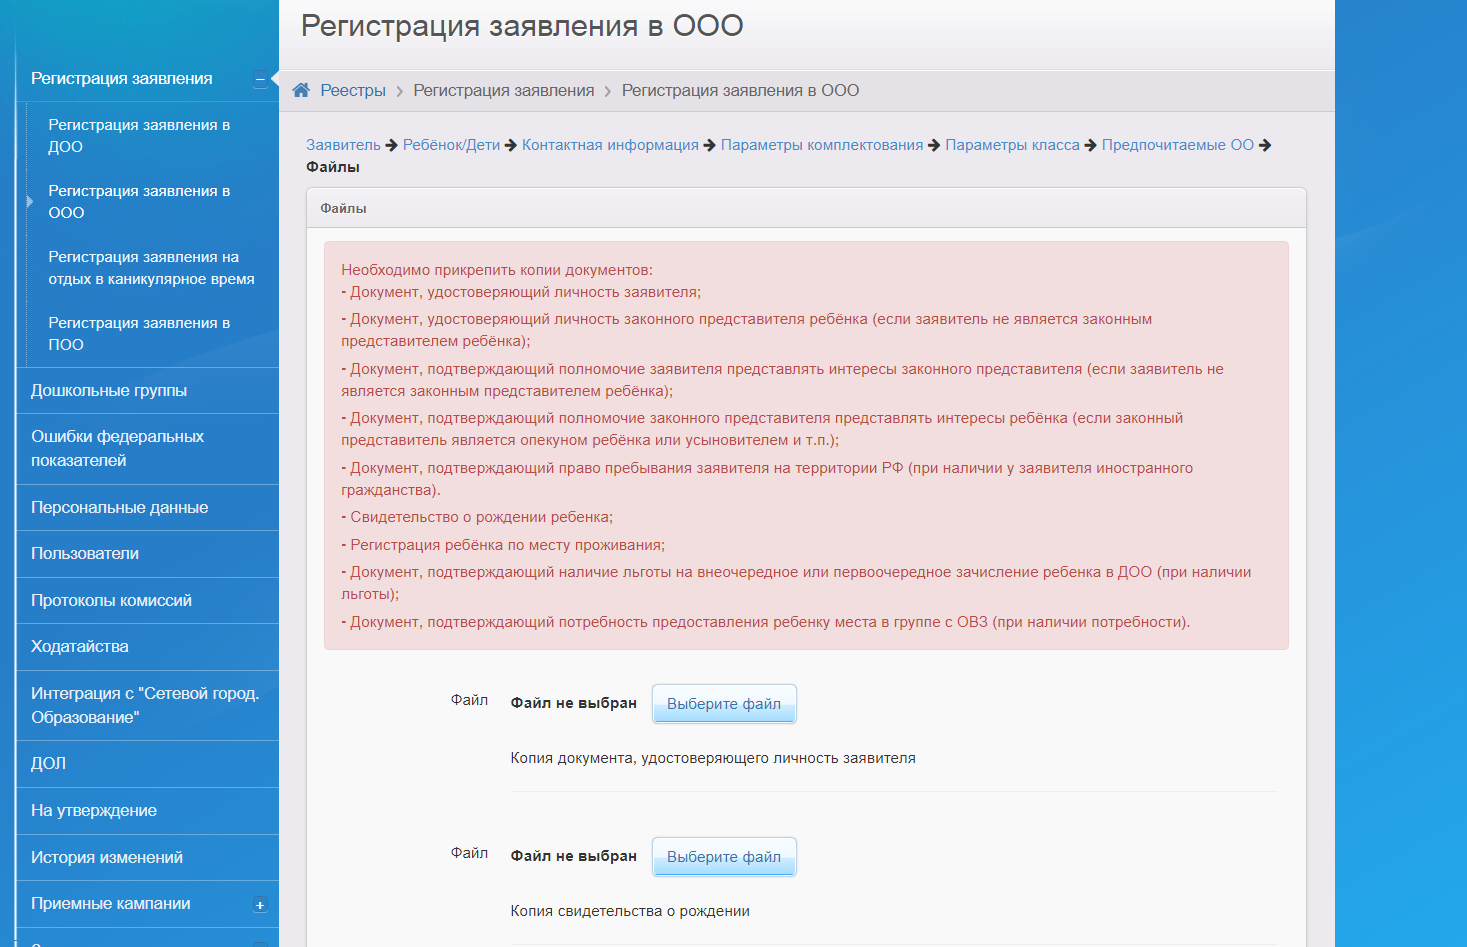 Регистрация заявления в ООО
Регистрация заявления
Регистрация заявления в
ДОО
Регистрация заявления в
ООО
Регистрация заявления на
отдых в каникулярное время
Регистрация заявления в
ПОО
Дошкольные группы
Ошибки федеральных
показателей
Персональные данные
Пользователи
Протоколы комиссий
Ходатайства
Интеграция с "Сетевой город.
Образование"
ДОЛ
На утверждение
История изменений
Приемные кампании
Реестры > Регистрация заявления > Регистрация заявления в ООО
Заявитель → Ребёнок/Дети → Контактная информация → Параметры комплектования → Параметры класса → Предпочитаемые ОО →
Файлы
Файлы
Необходимо прикрепить копии документов:
- Документ, удостоверяющий личность заявителя;
- Документ, удостоверяющий личность законного представителя ребёнка (если заявитель не является законным
представителем ребёнка);
- Документ, подтверждающий полномочие заявителя представлять интересы законного представителя (если заявитель не
является законным представителем ребёнка);
- Документ, подтверждающий полномочие законного представителя представлять интересы ребёнка (если законный
представитель является опекуном ребёнка или усыновителем и т.п.);
- Документ, подтверждающий право пребывания заявителя на территории РФ (при наличии у заявителя иностранного
гражданства).
- Свидетельство о рождении ребенка;
- Регистрация ребёнка по месту проживания;
- Документ, подтверждающий наличие льготы на внеочередное или первоочередное зачисление ребенка в ДОО (при наличии
льготы);
- Документ, подтверждающий потребность предоставления ребенку места в группе с ОВЗ (при наличии потребности).
Файл Файл не выбран Выберите файл
Копия документа, удостоверяющего личность заявителя
Файл Файл не выбран Выберите файл
Копия свидетельства о рождении